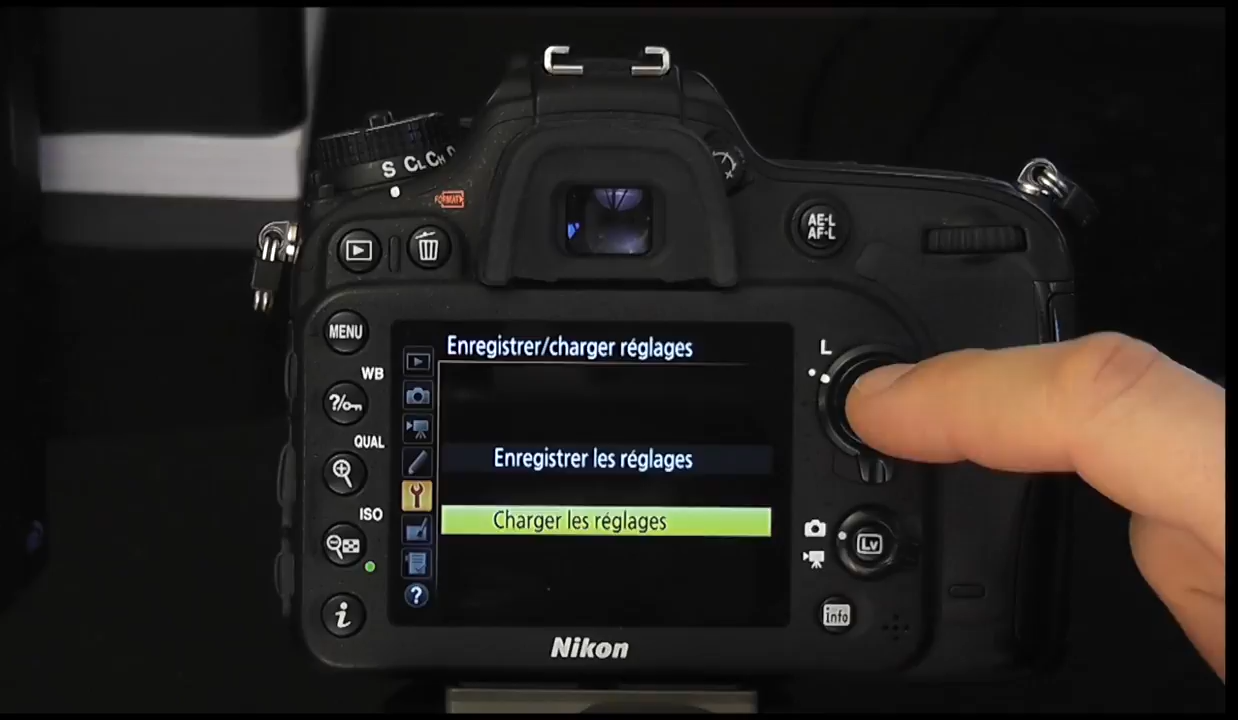 S CL CH
FORMAT
AE-L
AF-L
MENU
Enregistrer/charger réglages
L
WB
?/
QUAL
Enregistrer les réglages
ISO
Charger les réglages
Lv
?
i
info
Nikon